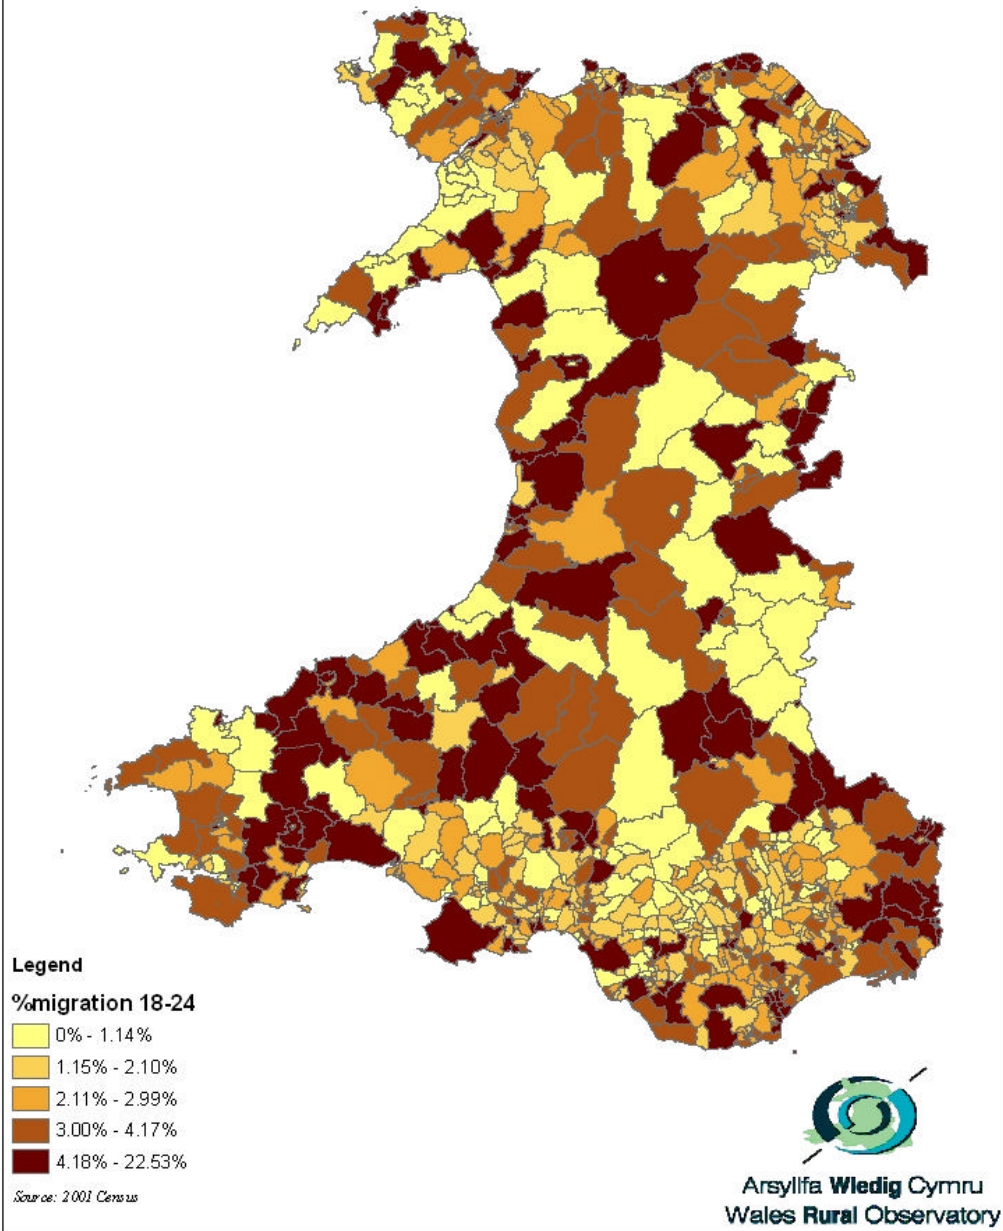 Legend
%migration 18-24
0% - 1.14%
1.15% - 2.10%
2.11% - 2.99%
3.00% - 4.17%
4.18% - 22.53%
Source: 2001 Census
Arsyllfa Wledig Cymru
Wales Rural Observatory